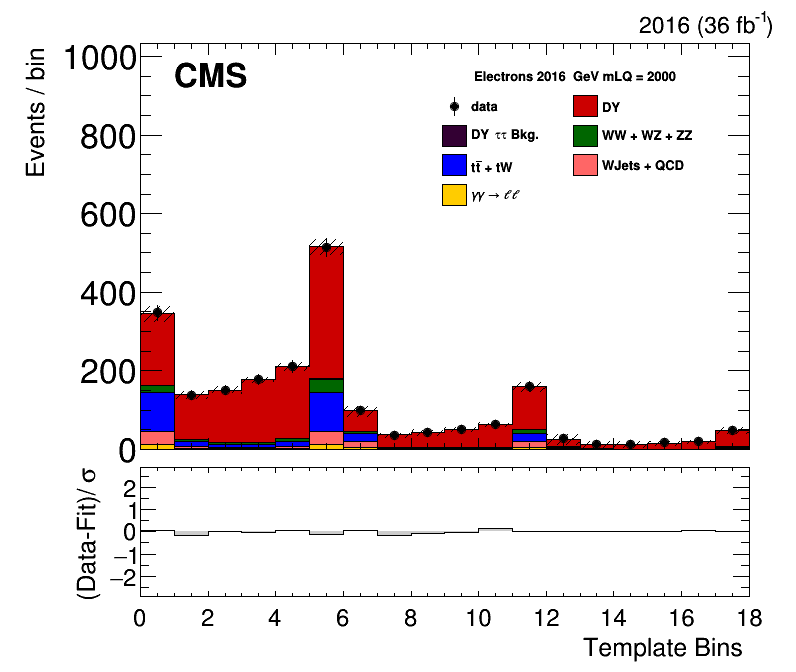 2016 (36 fb-1)
Events / bin
1000
800
600
400
200
0
CMS
Electrons 2016 GeV mLQ = 2000
data
DY
DY ττ Bkg.
WW + WZ + ZZ
tt̅ + tW
WJets + QCD
γγ → ℓℓ
(Data-Fit)/ σ
2
1
0
−1
−2
0 2 4 6 8 10 12 14 16 18
Template Bins